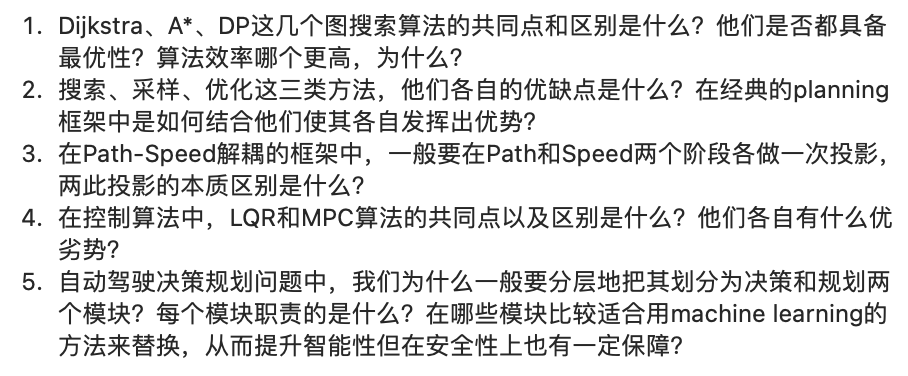 1. Dijkstra、A*、DP这几个图搜索算法的共同点和区别是什么？他们是否都具备
最优性？算法效率哪个更高，为什么？
2. 搜索、采样、优化这三类方法，他们各自的优缺点是什么？在经典的planning
框架中是如何结合他们使其各自发挥出优势？
3. 在Path-Speed解耦的框架中，一般要在Path和Speed两个阶段各做一次投影，
两此投影的本质区别是什么？
4. 在控制算法中，LQR和MPC算法的共同点以及区别是什么？他们各自有什么优
劣势？
5. 自动驾驶决策规划问题中，我们为什么一般要分层地把其划分为决策和规划两
个模块？每个模块职责的是什么？在哪些模块比较适合用machine learning的
方法来替换，从而提升智能性但在安全性上也有一定保障？